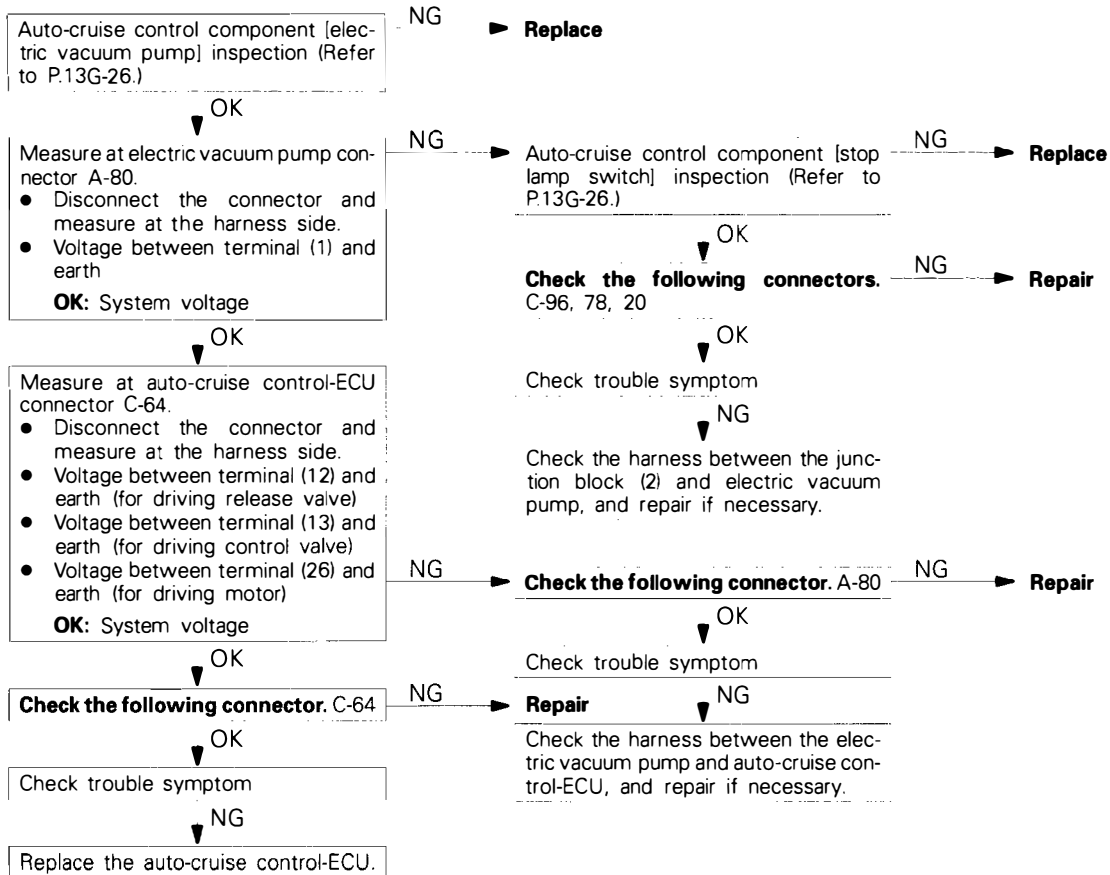 Auto-cruise control component [elec-
tric vacuum pump] inspection (Refer
to P.13G-26.)
NG
Replace
OK
Measure at electric vacuum pump con-
nector A-80.
● Disconnect the connector and
measure at the harness side.
● Voltage between terminal (1) and
earth
OK: System voltage
NG
Auto-cruise control component [stop
lamp switch] inspection (Refer to
P.13G-26.)
NG
Replace
OK
Check the following connectors.
C-96, 78, 20
NG
Repair
OK
Check trouble symptom
NG
Check the harness between the junc-
tion block (2) and electric vacuum
pump, and repair if necessary.
OK
Measure at auto-cruise control-ECU
connector C-64.
● Disconnect the connector and
measure at the harness side.
● Voltage between terminal (12) and
earth (for driving release valve)
● Voltage between terminal (13) and
earth (for driving control valve)
● Voltage between terminal (26) and
earth (for driving motor)
OK: System voltage
NG
Check the following connector. A-80
NG
Repair
OK
Check trouble symptom
NG
Check the harness between the elec-
tric vacuum pump and auto-cruise con-
trol-ECU, and repair if necessary.
OK
Check the following connector. C-64
NG
Repair
OK
Check trouble symptom
NG
Replace the auto-cruise control-ECU.